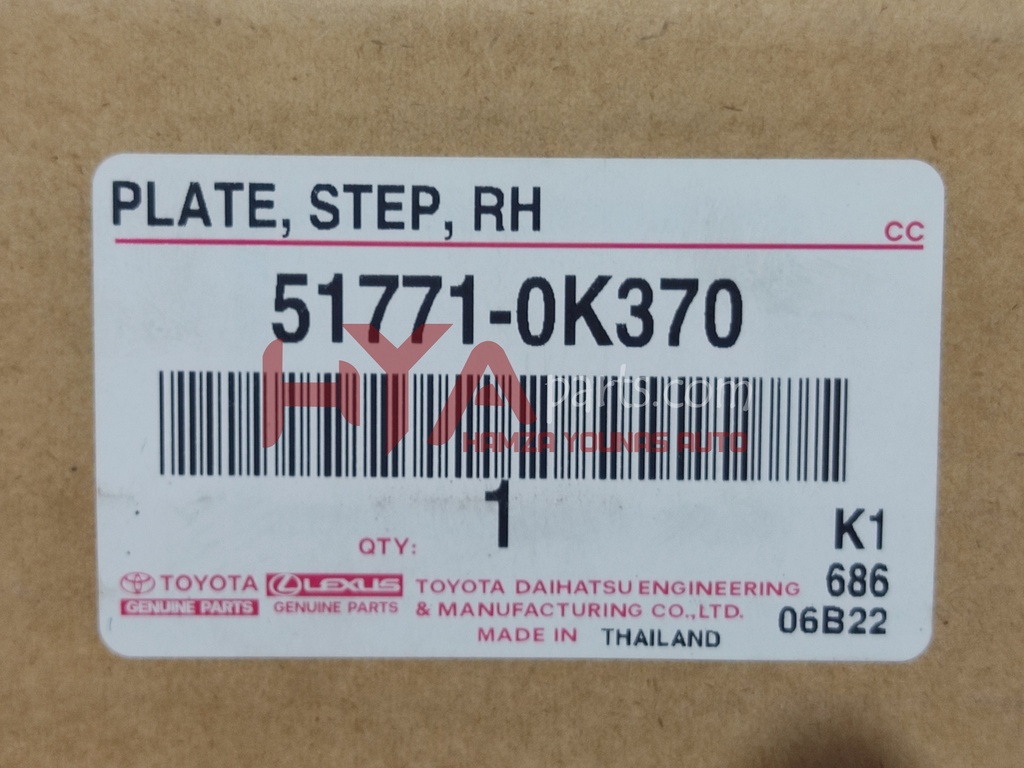 PLATE, STEP, RH
CC
51771-0K370
HYA parts.com
HAMZA YOUNAS AUTO
QTY: 1
K1
686
06B22
TOYOTA
GENUINE PARTS
LEXUS
GENUINE PARTS
TOYOTA DAIHATSU ENGINEERING
& MANUFACTURING CO.,LTD.
MADE IN THAILAND